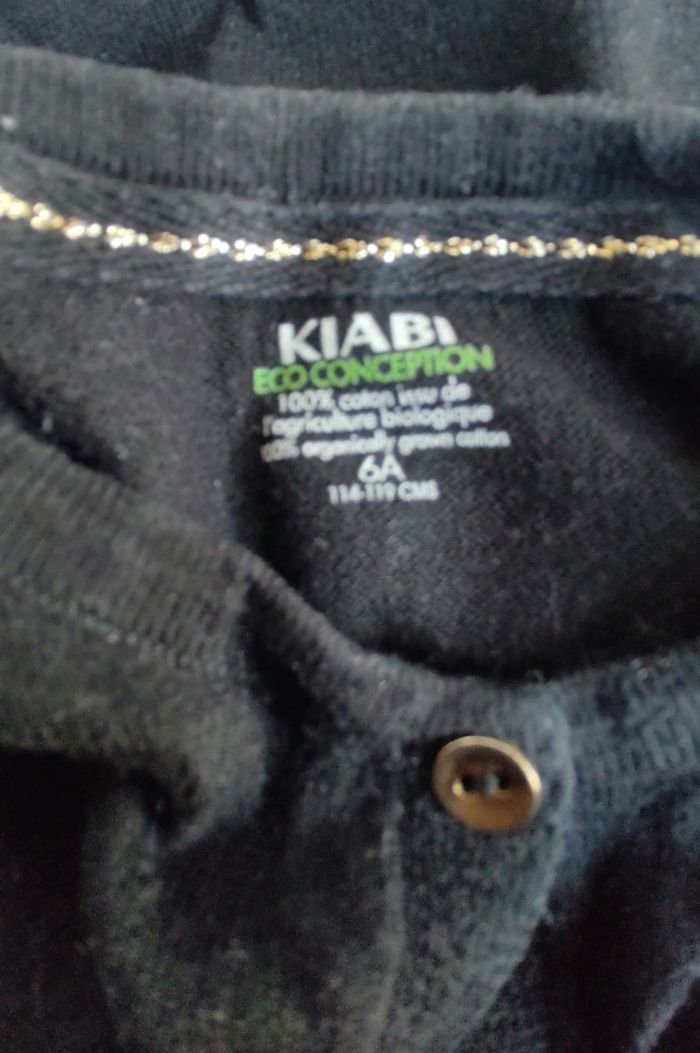 KIABI
ECO CONCEPTION
100% coton issu de
l'agriculture biologique
100% organically grown cotton
6A
114-119 CMS